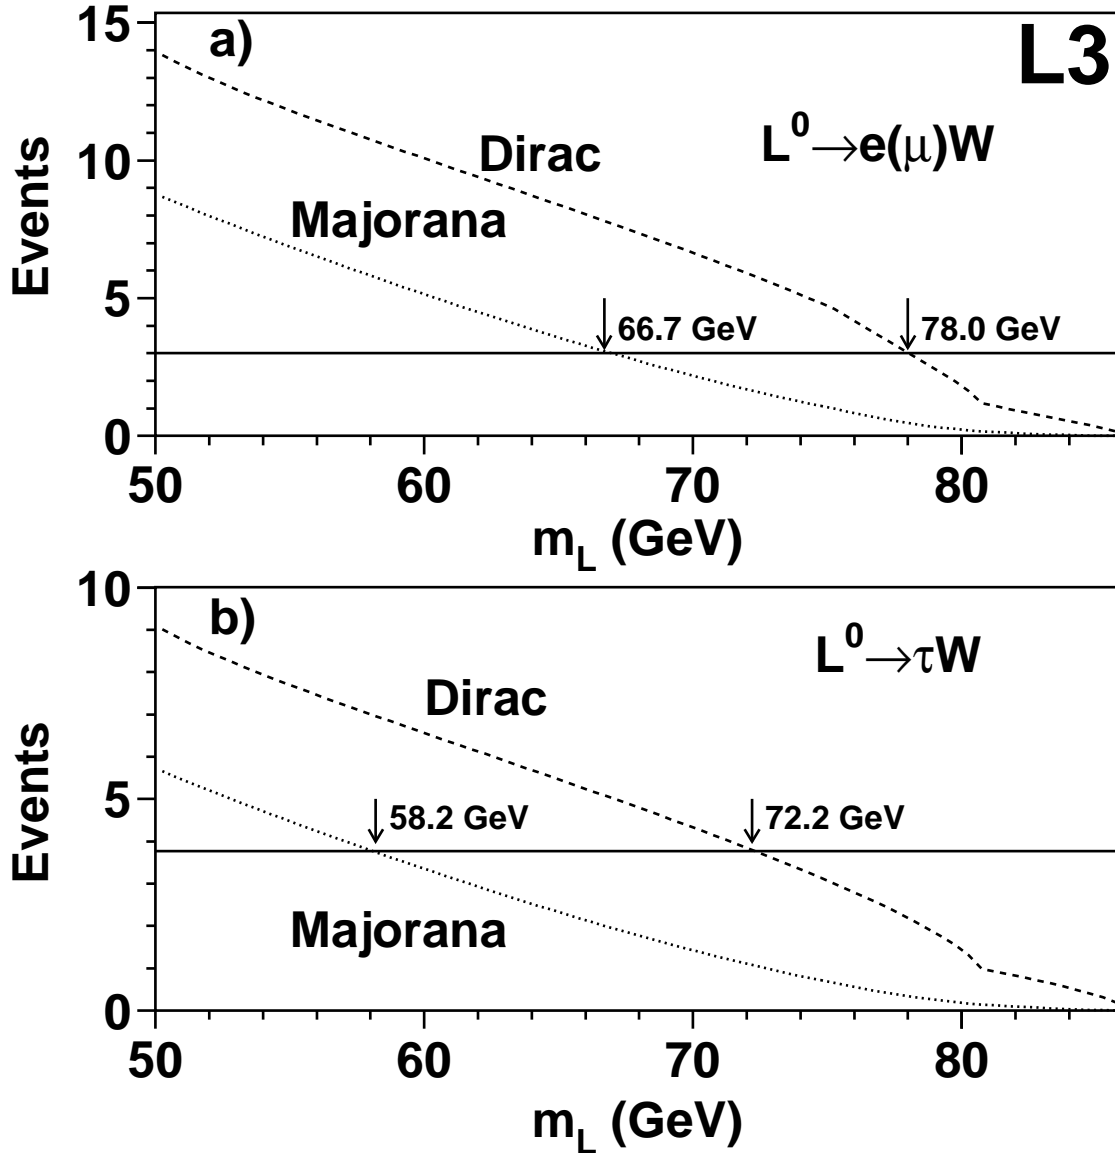 15
a)
L3
L⁰→e(μ)W
Dirac
10
Majorana
Events
5
66.7 GeV
78.0 GeV
0
50
60
70
80
m_L (GeV)
10
b)
L⁰→τW
Dirac
Events
5
58.2 GeV
72.2 GeV
Majorana
0
50
60
70
80
m_L (GeV)